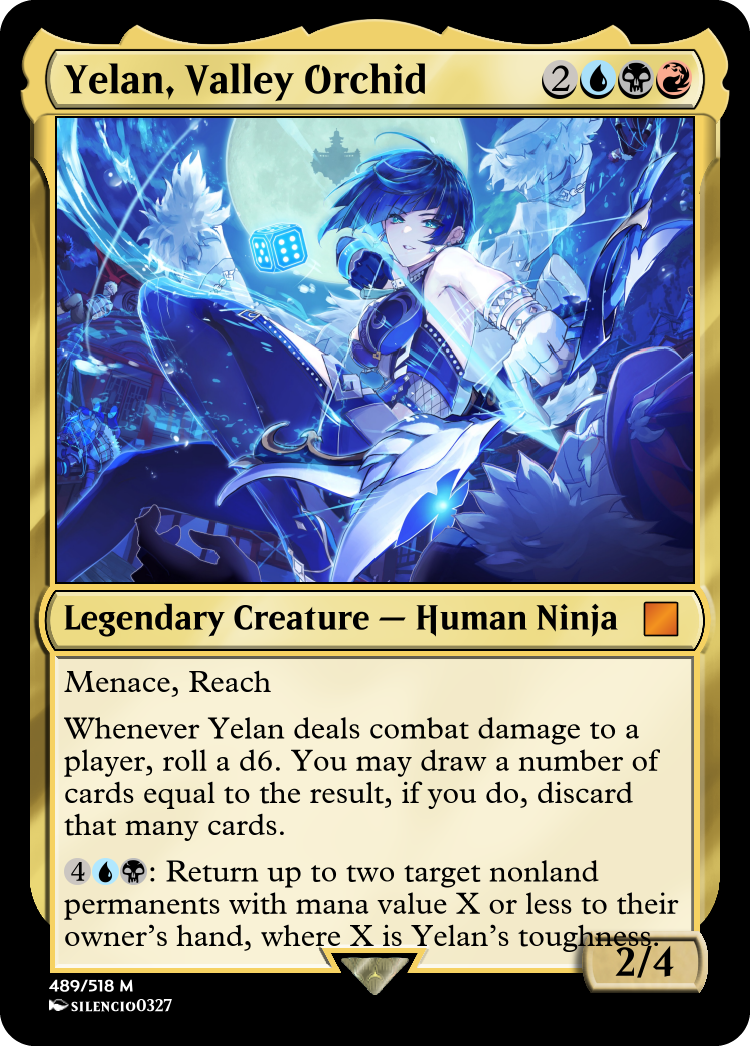 Yelan, Valley Orchid 2
Legendary Creature — Human Ninja
Menace, Reach
Whenever Yelan deals combat damage to a
player, roll a d6. You may draw a number of
cards equal to the result, if you do, discard
that many cards.
4: Return up to two target nonland
permanents with mana value X or less to their
owner's hand, where X is Yelan's toughness.
2/4
489/518 M
SILENCIO0327